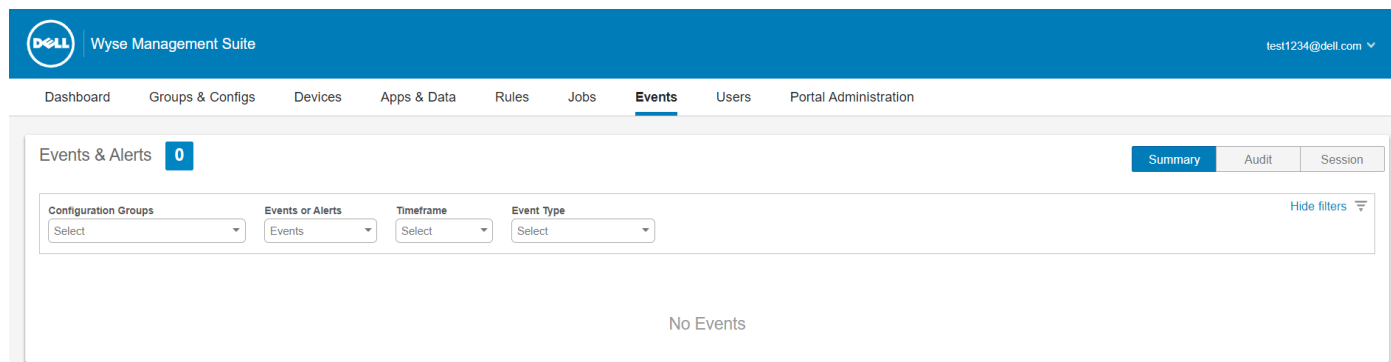 DELL Wyse Management Suite test1234@dell.com
Dashboard Groups & Configs Devices Apps & Data Rules Jobs Events Users Portal Administration
Events & Alerts 0 Summary Audit Session
Configuration Groups Events or Alerts Timeframe Event Type Hide filters
Select Events Select Select
No Events